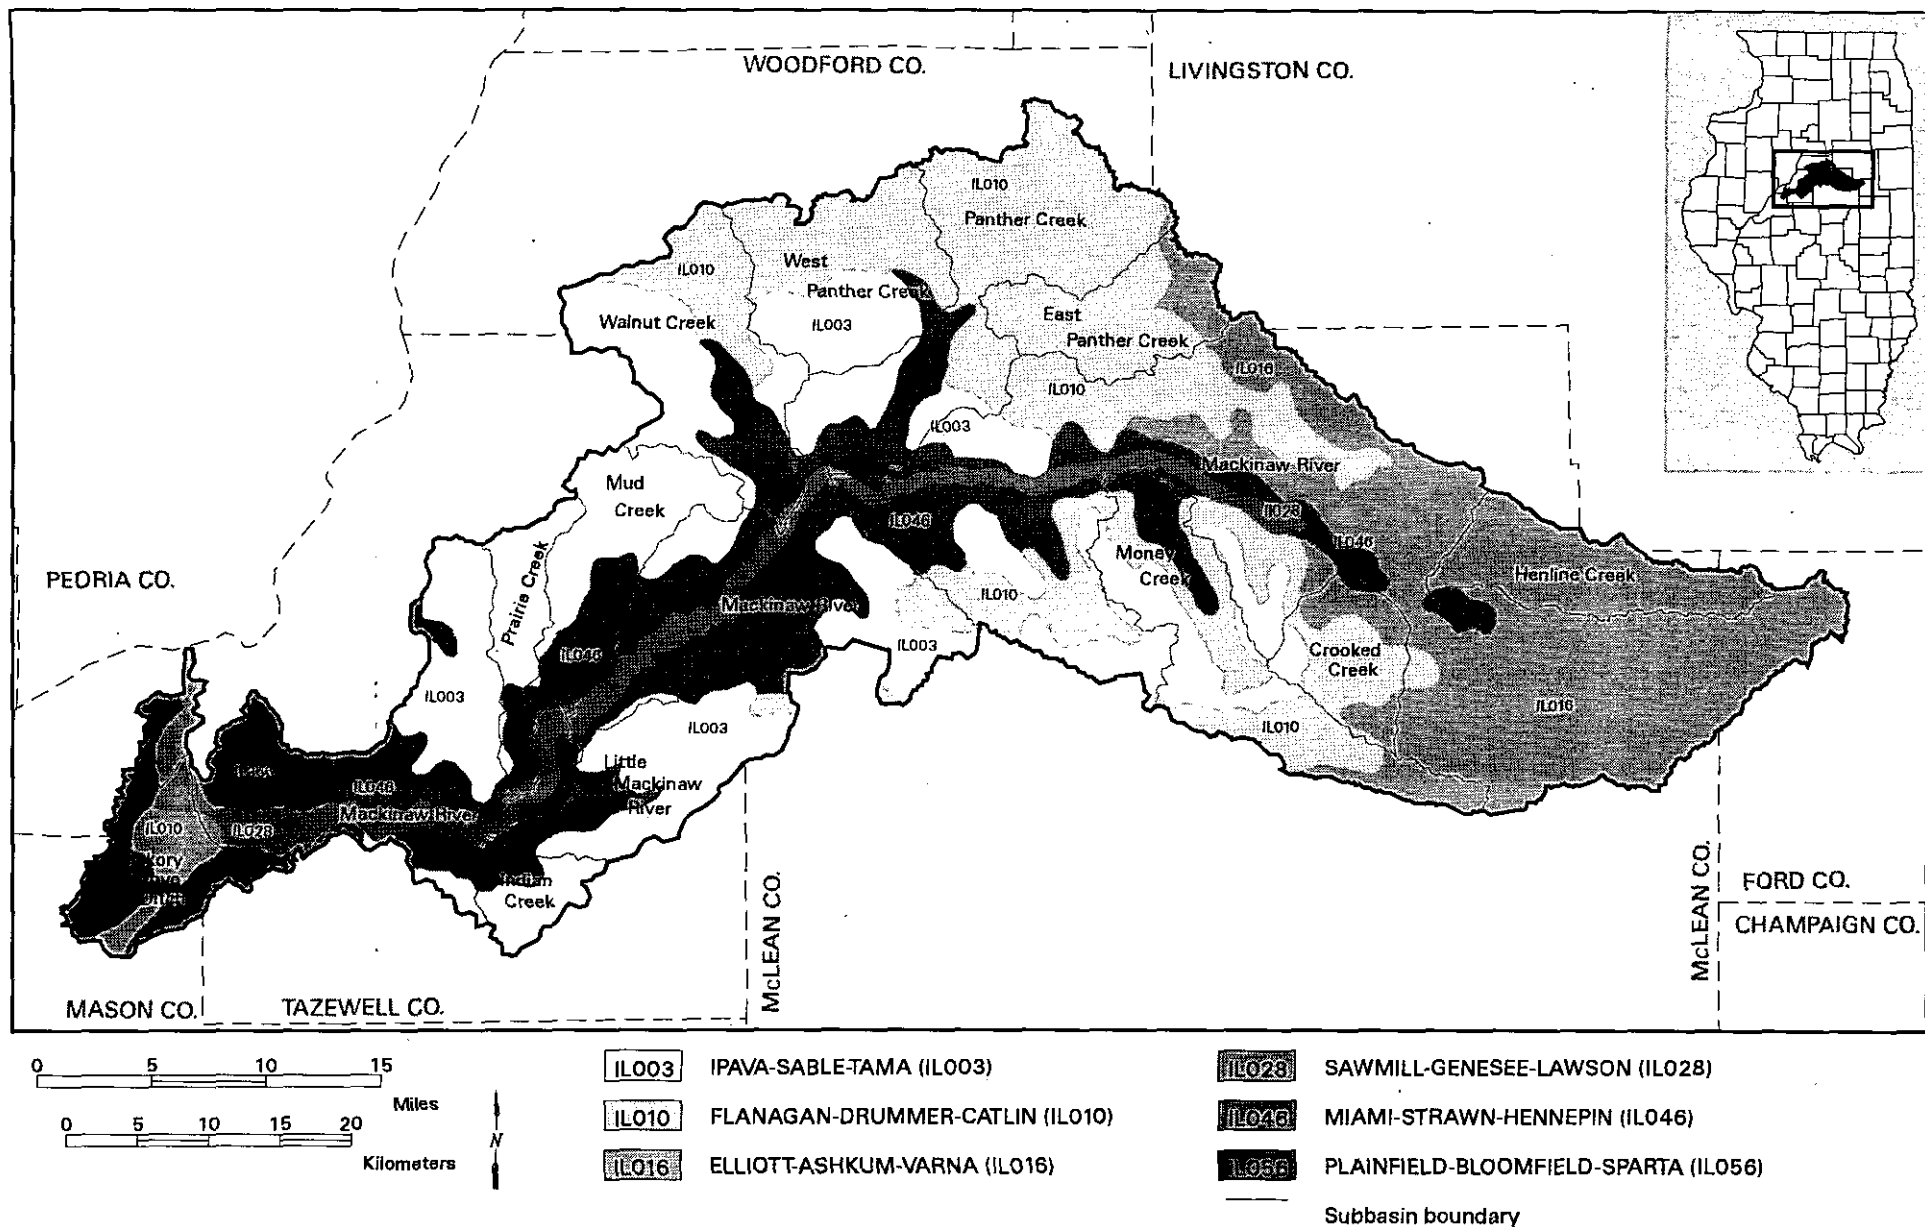 WOODFORD CO.
LIVINGSTON CO.
IL010
Panther Creek
IL010
West
Panther Creek
IL003
Walnut Creek
East
Panther Creek
IL016
IL010
IL003
Mackinaw River
Mud
Creek
IL046
IL028
IL046
Prairie Creek
Money
Creek
Henline Creek
PEORIA CO.
Mackinaw River
IL010
IL003
IL046
Crooked
Creek
IL003
IL003
IL010
IL016
Little
Mackinaw
River
IL046
Mackinaw River
IL010
IL028
kory
Indian
Creek
McLEAN CO.
McLEAN CO.
FORD CO.
CHAMPAIGN CO.
MASON CO.
TAZEWELL CO.
0 5 10 15
Miles
0 5 10 15 20
Kilometers
N
IL003 IPAVA-SABLE-TAMA (IL003)
IL010 FLANAGAN-DRUMMER-CATLIN (IL010)
IL016 ELLIOTT-ASHKUM-VARNA (IL016)
IL028 SAWMILL-GENESEE-LAWSON (IL028)
IL046 MIAMI-STRAWN-HENNEPIN (IL046)
IL056 PLAINFIELD-BLOOMFIELD-SPARTA (IL056)
Subbasin boundary